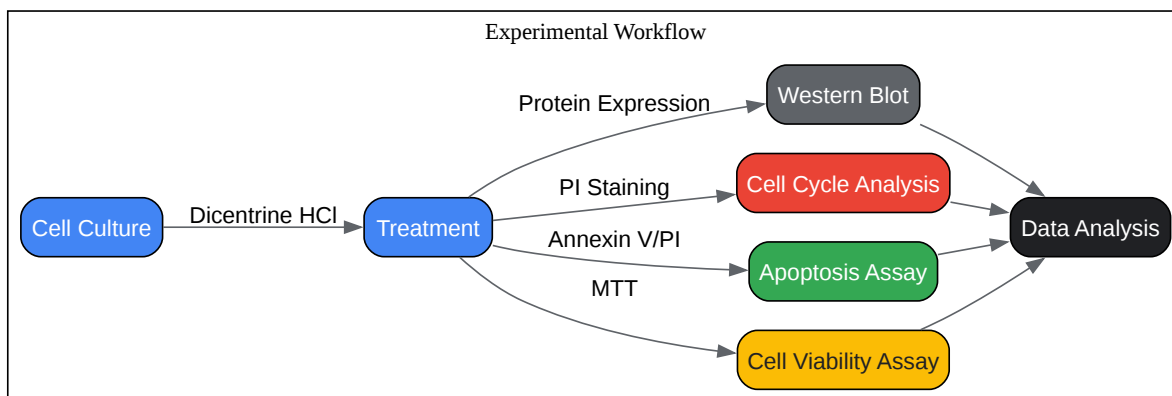 Experimental Workflow
Protein Expression
Western Blot
PI Staining
Cell Cycle Analysis
Cell Culture
Dicentrine HCl
Treatment
Data Analysis
Annexin V/PI
Apoptosis Assay
MTT
Cell Viability Assay